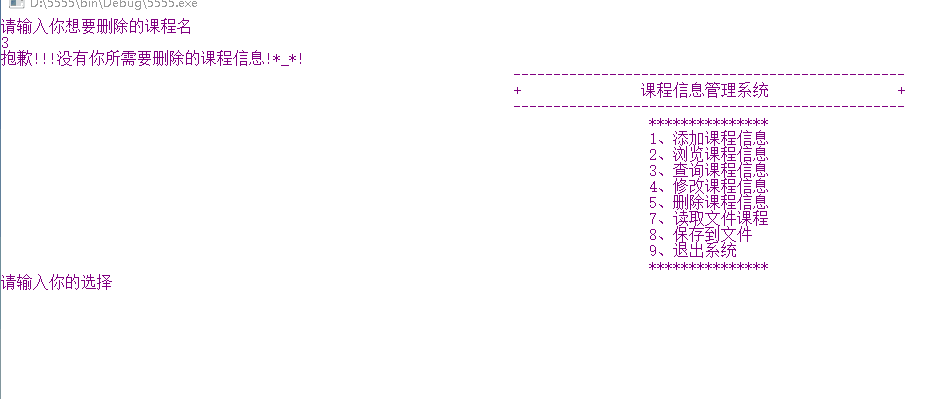 D:\5555\bin\Debug\5555.exe
请输入你想要删除的课程名
3
抱歉!!!没有你所需要删除的课程信息!*_*!
-------------------------------------------------
+ 课程信息管理系统 +
-------------------------------------------------
***************
1、添加课程信息
2、浏览课程信息
3、查询课程信息
4、修改课程信息
5、删除课程信息
7、读取文件课程
8、保存到文件
9、退出系统
***************
请输入你的选择